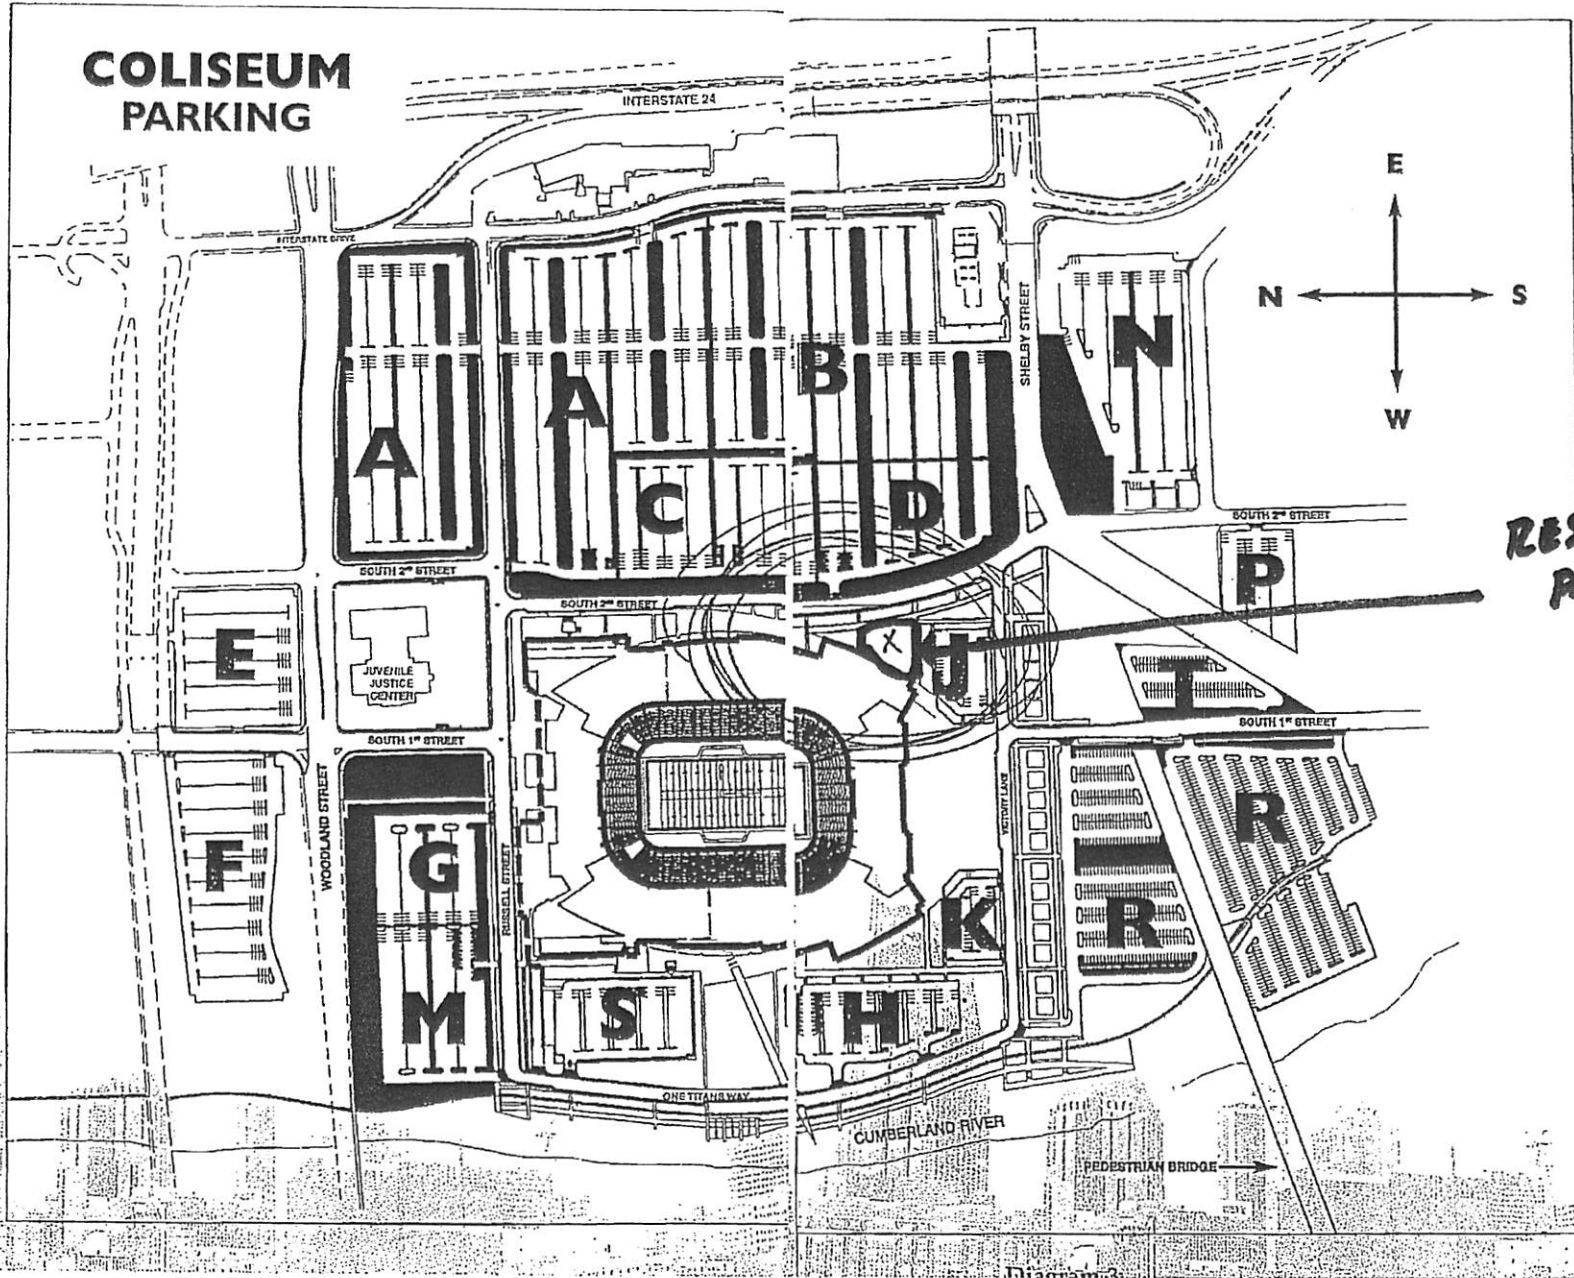 COLISEUM
PARKING
INTERSTATE 24
E
N
S
W
INTERSTATE DRIVE
SHELBY STREET
A
A
B
N
C
D
SOUTH 2ND STREET
SOUTH 2ND STREET
SOUTH 2ND STREET
P
E
JUVENILE
JUSTICE
CENTER
X
J
T
SOUTH 1ST STREET
SOUTH 1ST STREET
WOODLAND STREET
RUSSELL STREET
VICTORY LANE
F
G
K
R
R
M
S
H
ONE TITANS WAY
CUMBERLAND RIVER
PEDESTRIAN BRIDGE
Diagram 3